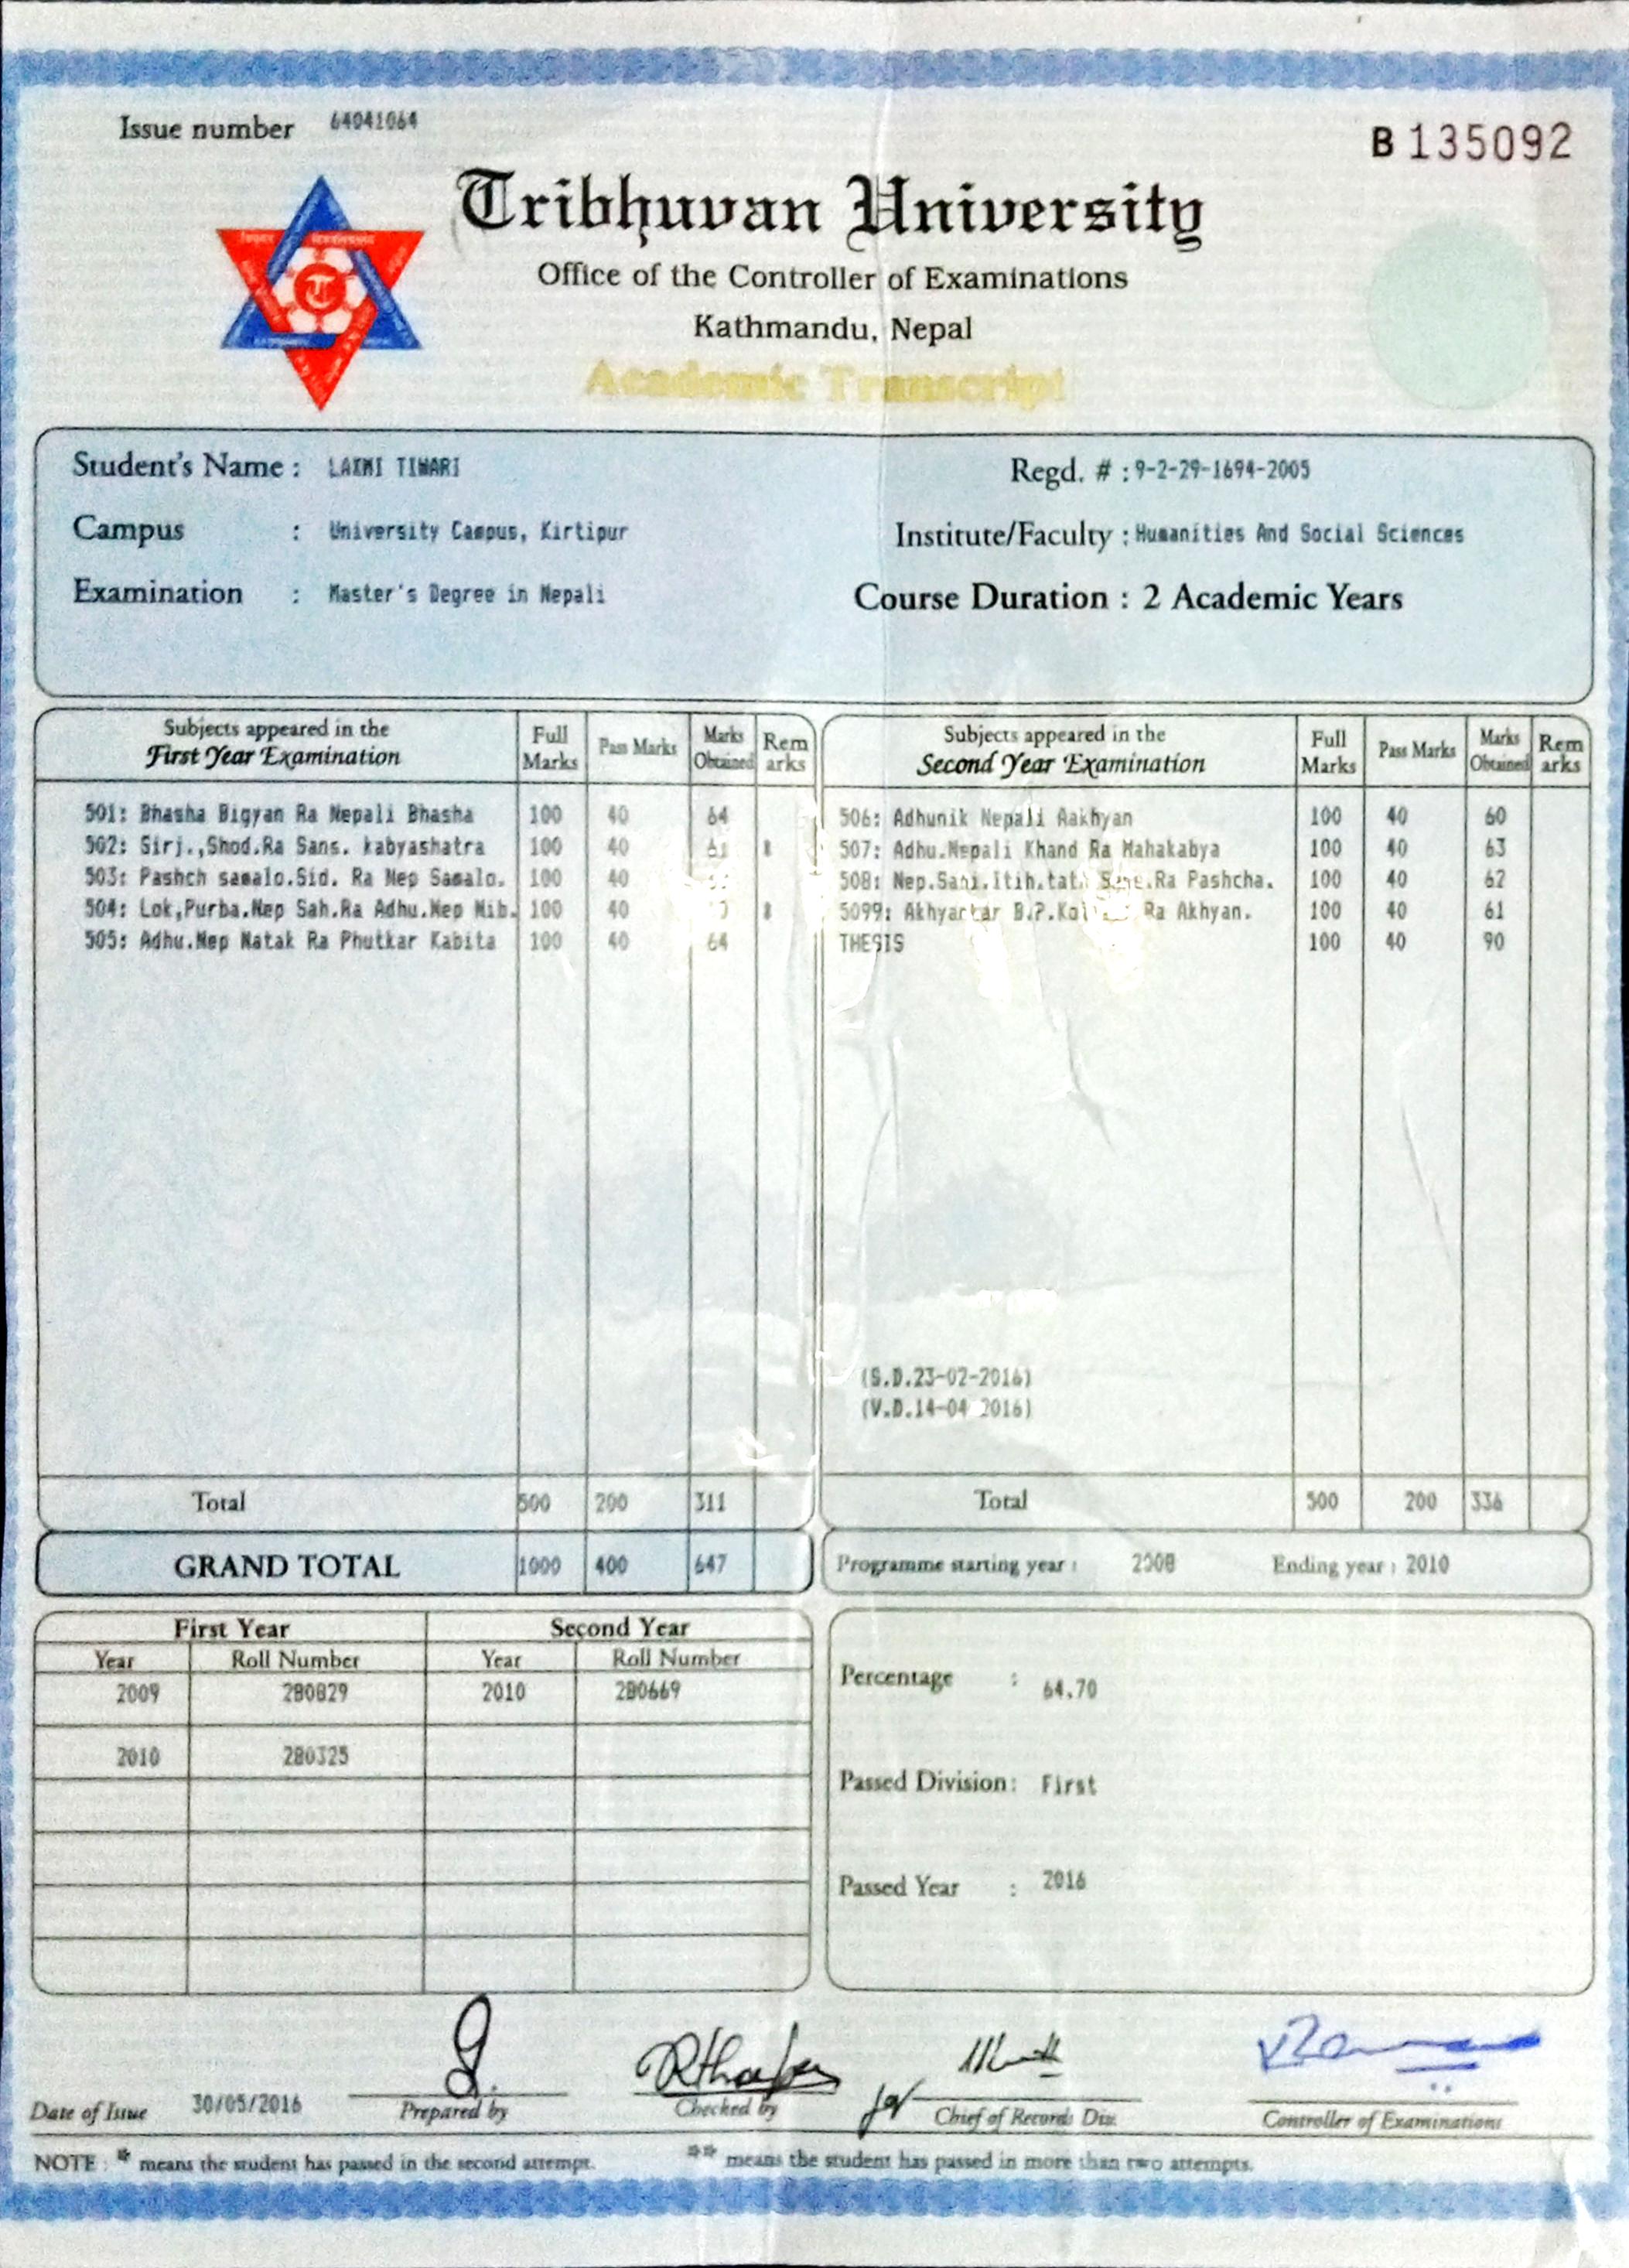 Issue number 64041064
B 135092
Tribhuvan University
Office of the Controller of Examinations
Kathmandu, Nepal
Academic Transcript
Student's Name : LAXMI TIWARI Regd. # : 9-2-29-1694-2005
Campus : University Campus, Kirtipur Institute/Faculty : Humanities And Social Sciences
Examination : Master's Degree in Nepali Course Duration : 2 Academic Years
Subjects appeared in the First Year Examination Full Marks Pass Marks Marks Obtained Remarks
501: Bhasha Bigyan Ra Nepali Bhasha 100 40 64
502: Sirj.,Shod.Ra Sans. kabyashatra 100 40 61 *
503: Pashch samalo.Sid. Ra Nep Samalo. 100 40
504: Lok,Purba.Nep Sah.Ra Adhu.Nep Nib. 100 40 *
505: Adhu.Nep Natak Ra Phutkar Kabita 100 40 64
Total 500 200 311
GRAND TOTAL 1000 400 647
Subjects appeared in the Second Year Examination Full Marks Pass Marks Marks Obtained Remarks
506: Adhunik Nepali Aakhyan 100 40 60
507: Adhu.Nepali Khand Ra Mahakabya 100 40 63
508: Nep.Sahi.Itih.tat. Ra Pashcha. 100 40 62
5099: Akhyankar B.P. Ra Akhyan. 100 40 61
THESIS 100 40 90
(S.D.23-02-2016)
(V.D.14-04 2016)
Total 500 200 336
Programme starting year : 2008 Ending year : 2010
First Year Second Year
Year Roll Number Year Roll Number
2009 280829 2010 280669
2010 280325
Percentage : 64.70
Passed Division : First
Passed Year : 2016
for
Date of Issue 30/05/2016 Prepared by Checked by Chief of Records Div. Controller of Examinations
NOTE : * means the student has passed in the second attempt. ** means the student has passed in more than two attempts.